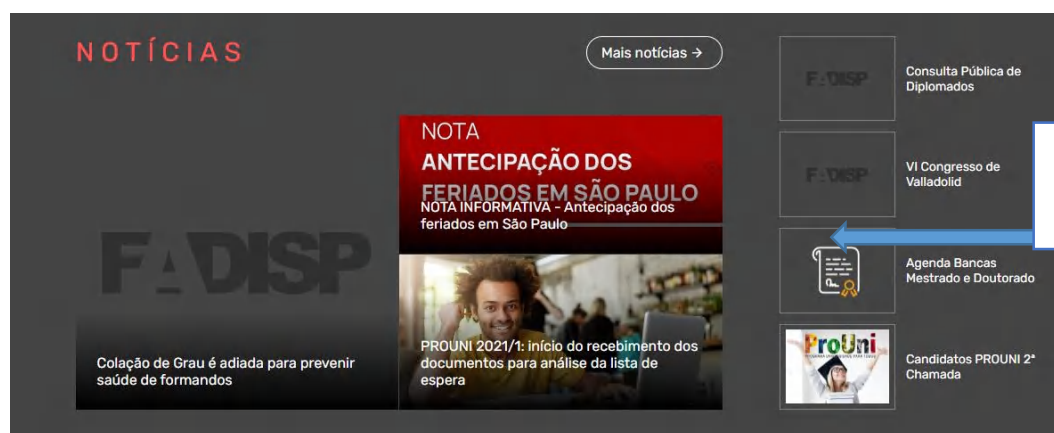 NOTÍCIAS
Mais notícias →
FADISP
Colação de Grau é adiada para prevenir
saúde de formandos
NOTA
ANTECIPAÇÃO DOS
FERIADOS EM SÃO PAULO
NOTA INFORMATIVA - Antecipação dos
feriados em São Paulo
PROUNI 2021/1: início do recebimento dos
documentos para análise da lista de
espera
FADISP
Consulta Pública de
Diplomados
FADISP
VI Congresso de
Valladolid
Agenda Bancas
Mestrado e Doutorado
ProUni
Candidatos PROUNI 2ª
Chamada